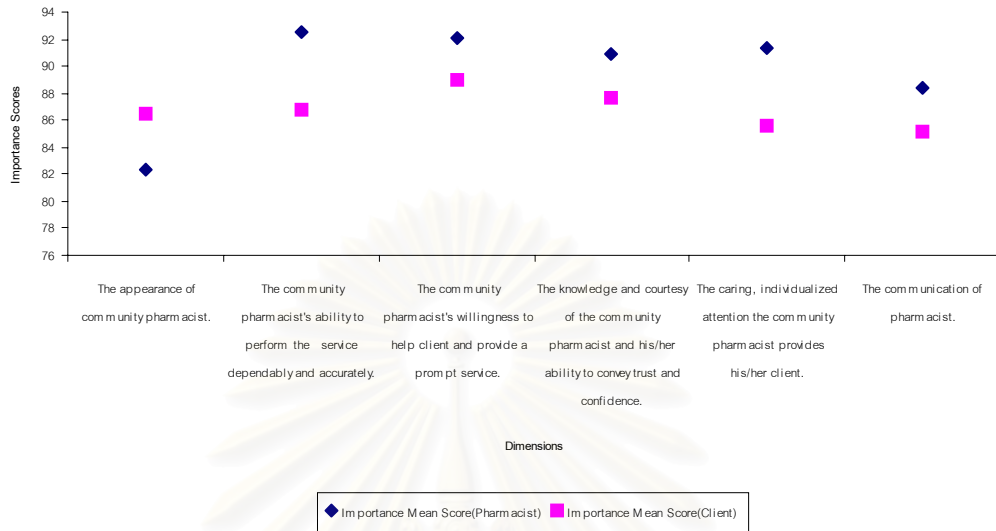 94
92
90
88
86
84
82
80
78
76
Importance Scores
The appearance of
community pharmacist.
The community
pharmacist's ability to
perform the service
dependably and accurately.
The community
pharmacist's willingness to
help client and provide a
prompt service.
The knowledge and courtesy
of the community
pharmacist and his/her
ability to convey trust and
confidence.
The caring, individualized
attention the community
pharmacist provides
his/her client.
The communication of
pharmacist.
Dimensions
Importance Mean Score(Pharmacist)
Importance Mean Score(Client)